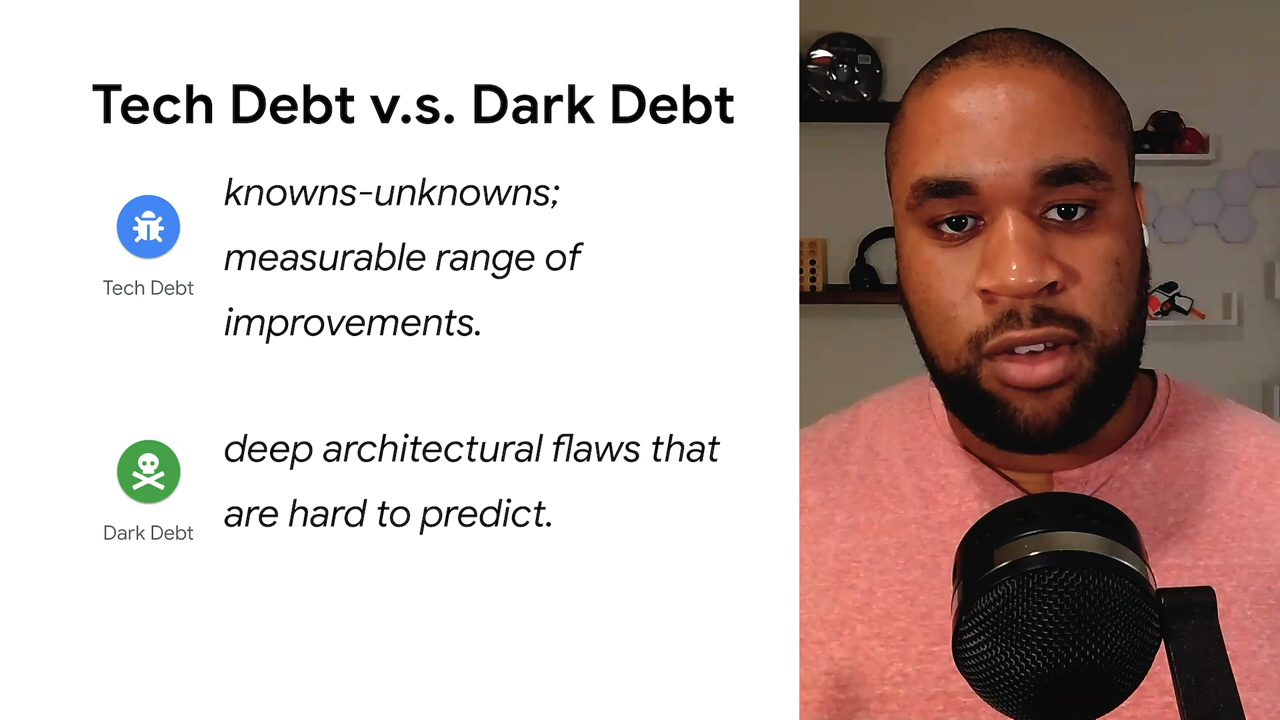 Tech Debt v.s. Dark Debt
knowns-unknowns;
measurable range of
improvements.
Tech Debt
deep architectural flaws that
are hard to predict.
Dark Debt